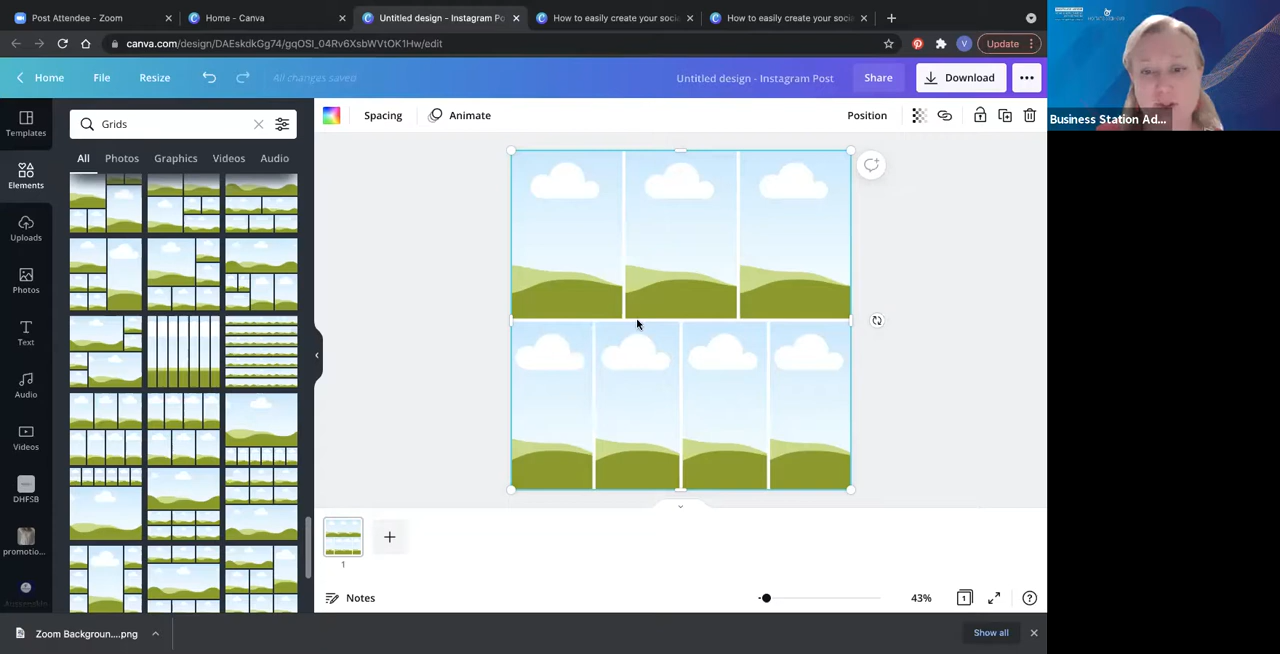 Post Attendee - Zoom
Home - Canva
Untitled design - Instagram Po
How to easily create your soci
How to easily create your soci
canva.com/design/DAEskdkGg74/gqOSI_04Rv6XsbWVtOK1Hw/edit
V
Update
Home
File
Resize
All changes saved
Untitled design - Instagram Post
Share
Download
Business Station Ad...
Templates
Elements
Uploads
Photos
Text
Audio
Videos
DHFSB
promotio...
Grids
All
Photos
Graphics
Videos
Audio
Spacing
Animate
Position
1
Notes
43%
1
Zoom Backgroun....png
Show all